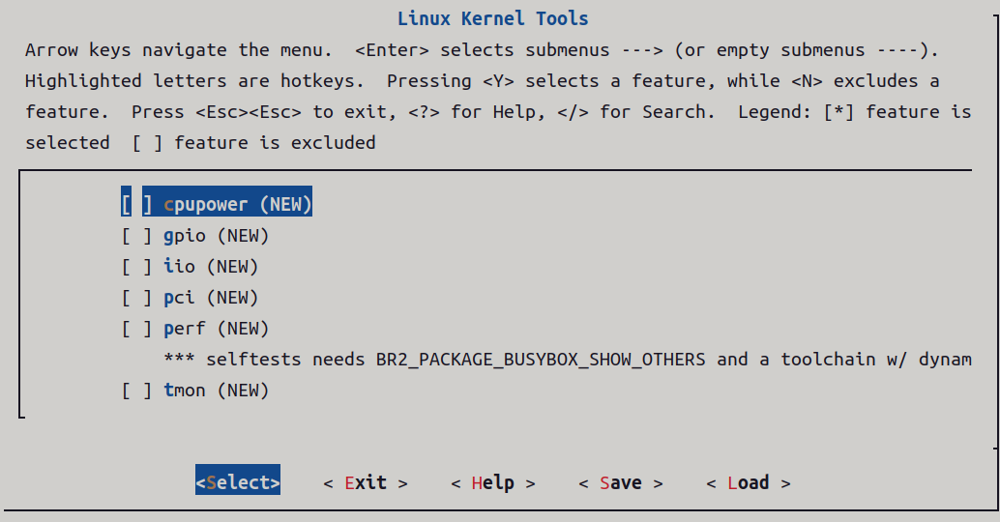 Linux Kernel Tools
Arrow keys navigate the menu.  <Enter> selects submenus ---> (or empty submenus ----).
Highlighted letters are hotkeys.  Pressing <Y> selects a feature, while <N> excludes a
feature.  Press <Esc><Esc> to exit, <?> for Help, </> for Search.  Legend: [*] feature is
selected  [ ] feature is excluded
[ ] cpupower (NEW)
[ ] gpio (NEW)
[ ] iio (NEW)
[ ] pci (NEW)
[ ] perf (NEW)
*** selftests needs BR2_PACKAGE_BUSYBOX_SHOW_OTHERS and a toolchain w/ dynam
[ ] tmon (NEW)
<Select>    < Exit >    < Help >    < Save >    < Load >